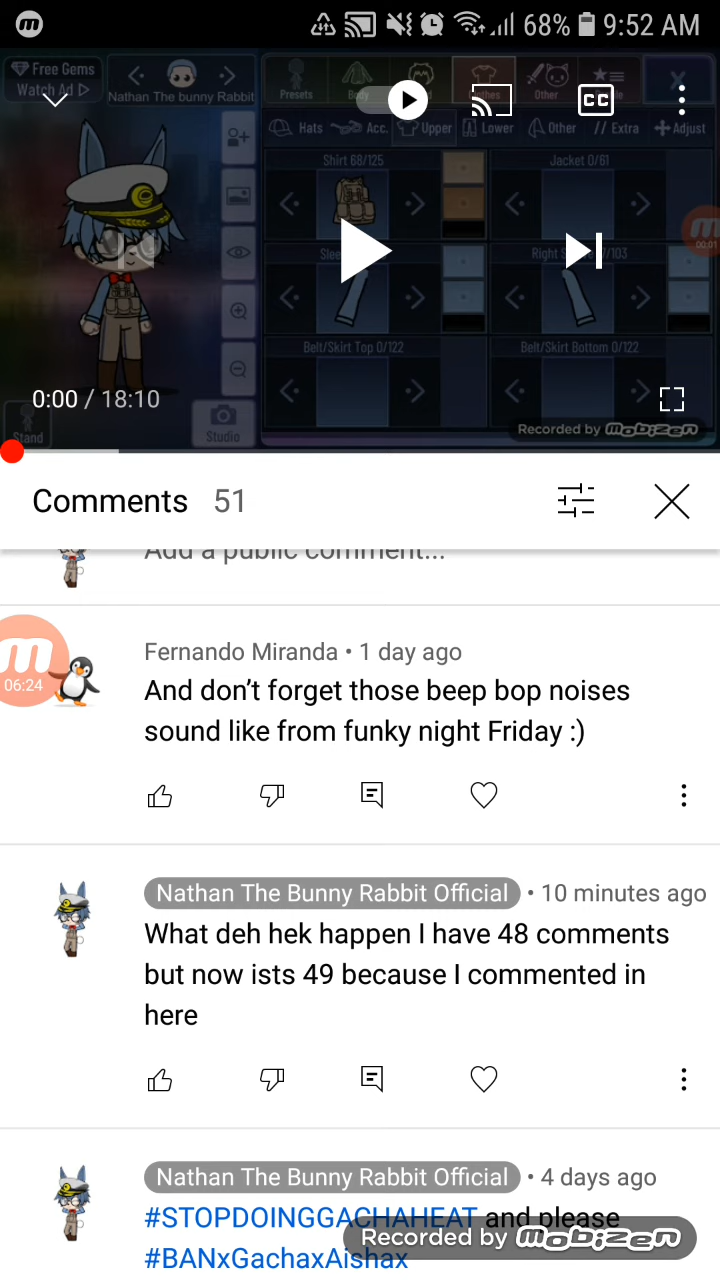 68% 9:52 AM
Free Gems
Watch Ad
Nathan The bunny Rabbit
Presets
Body
Other
Hats Acc. Upper Lower Other Extra Adjust
Shirt 68/125
Jacket 0/61
00:01
Belt/Skirt Top 0/122
Belt/Skirt Bottom 0/122
0:00 / 18:10
Stand
Studio
Recorded by mobizen
Comments 51
Add a public comment...
Fernando Miranda • 1 day ago
06:24
And don't forget those beep bop noises
sound like from funky night Friday :)
Nathan The Bunny Rabbit Official • 10 minutes ago
What deh hek happen I have 48 comments
but now ists 49 because I commented in
here
Nathan The Bunny Rabbit Official • 4 days ago
#STOPDOINGGACHAHEAT and please
Recorded by mobizen
#BANxGachaxAishax